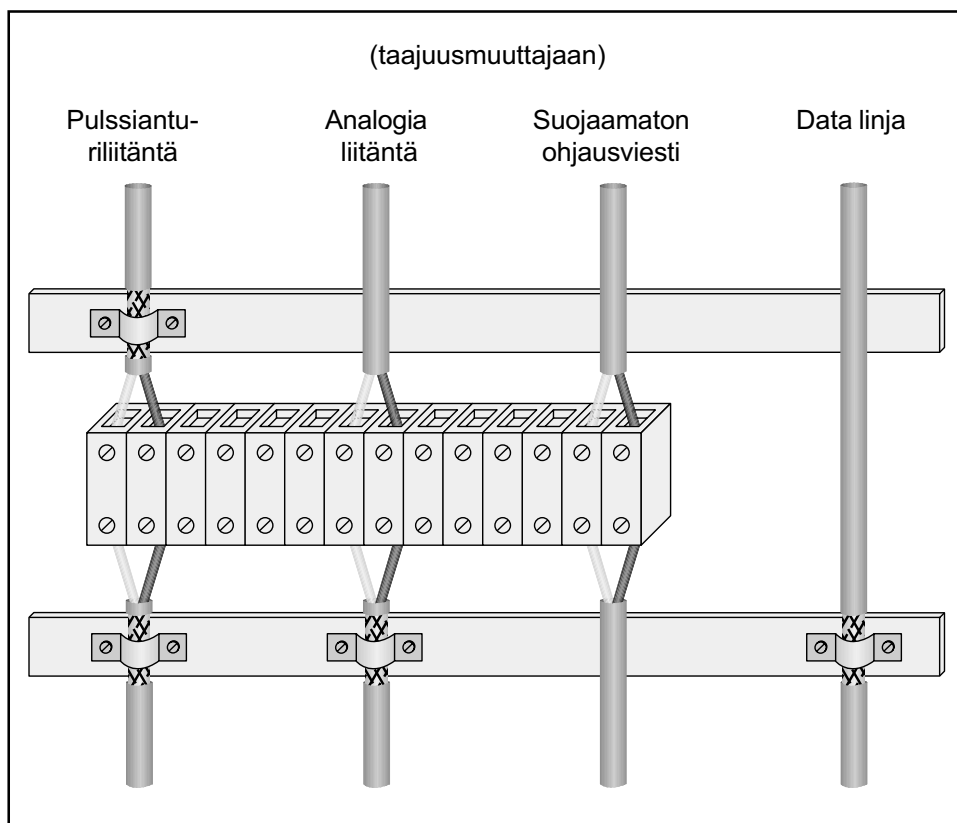 (taajuusmuuttajaan)
Pulssiantu-
riliitäntä
Analogia
liitäntä
Suojaamaton
ohjausviesti
Data linja